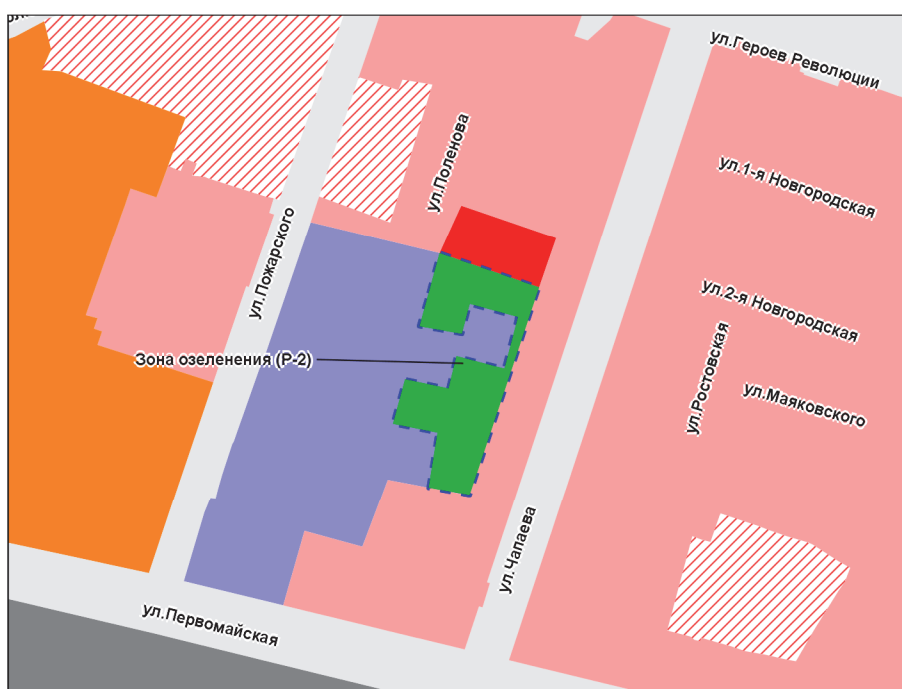 ул.Героев Революции
ул.Поленова
ул.1-я Новгородская
ул.Пожарского
ул.2-я Новгородская
Зона озеленения (Р-2)
ул.Ростовская
ул.Маяковского
ул.Чапаева
ул.Первомайская